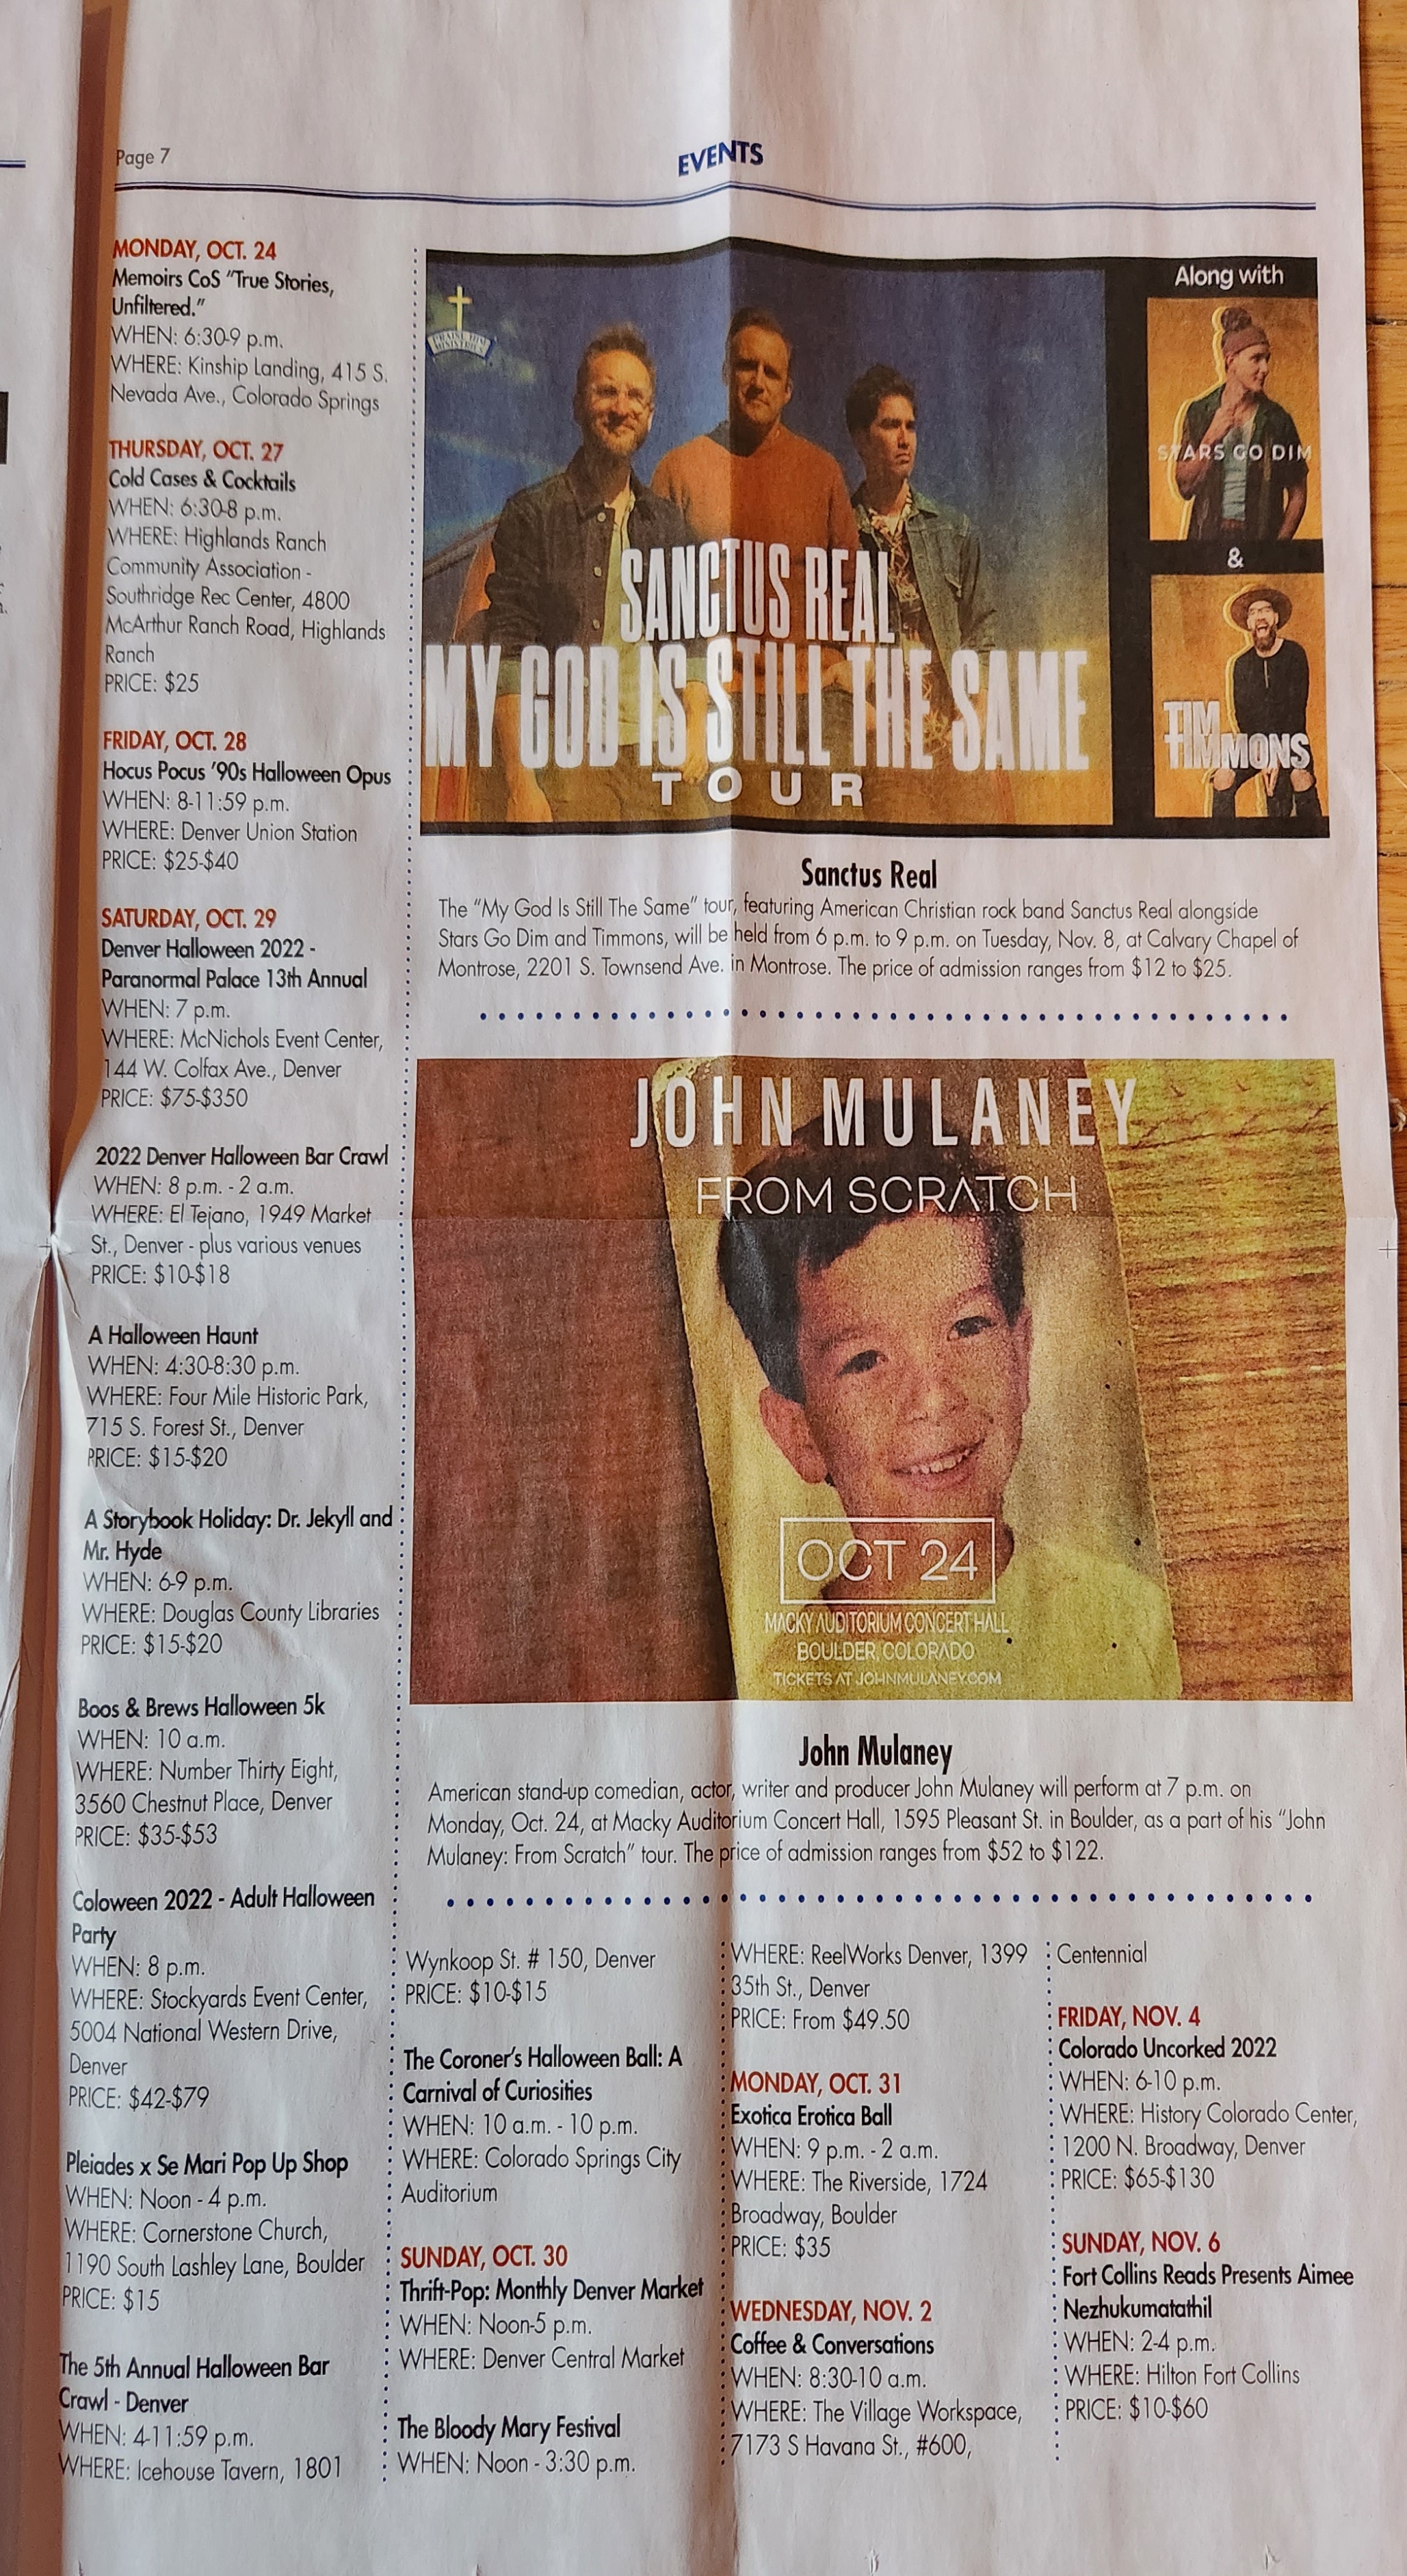 Page 7
EVENTS
MONDAY, OCT. 24
Memoirs CoS "True Stories,
Unfiltered."
WHEN: 6:30-9 p.m.
WHERE: Kinship Landing, 415 S.
Nevada Ave., Colorado Springs
THURSDAY, OCT. 27
Cold Cases & Cocktails
WHEN: 6:30-8 p.m.
WHERE: Highlands Ranch
Community Association -
Southridge Rec Center, 4800
McArthur Ranch Road, Highlands
Ranch
PRICE: $25
FRIDAY, OCT. 28
Hocus Pocus '90s Halloween Opus
WHEN: 8-11:59 p.m.
WHERE: Denver Union Station
PRICE: $25-$40
SATURDAY, OCT. 29
Denver Halloween 2022 -
Paranormal Palace 13th Annual
WHEN: 7 p.m.
WHERE: McNichols Event Center,
144 W. Colfax Ave., Denver
PRICE: $75-$350
2022 Denver Halloween Bar Crawl
WHEN: 8 p.m. - 2 a.m.
WHERE: El Tejano, 1949 Market
St., Denver - plus various venues
PRICE: $10-$18
A Halloween Haunt
WHEN: 4:30-8:30 p.m.
WHERE: Four Mile Historic Park,
715 S. Forest St., Denver
PRICE: $15-$20
A Storybook Holiday: Dr. Jekyll and
Mr. Hyde
WHEN: 6-9 p.m.
WHERE: Douglas County Libraries
PRICE: $15-$20
Boos & Brews Halloween 5k
WHEN: 10 a.m.
WHERE: Number Thirty Eight,
3560 Chestnut Place, Denver
PRICE: $35-$53
Coloween 2022 - Adult Halloween
Party
WHEN: 8 p.m.
WHERE: Stockyards Event Center,
5004 National Western Drive,
Denver
PRICE: $42-$79
Pleiades x Se Mari Pop Up Shop
WHEN: Noon - 4 p.m.
WHERE: Cornerstone Church,
1190 South Lashley Lane, Boulder
PRICE: $15
The 5th Annual Halloween Bar
Crawl - Denver
WHEN: 4-11:59 p.m.
WHERE: Icehouse Tavern, 1801
PRAISE HIM
MINISTRIES
SANCTUS REAL
MY GOD IS STILL THE SAME
TOUR
Along with
STARS GO DIM
&
TIM
TIMMONS
Sanctus Real
The "My God Is Still The Same" tour, featuring American Christian rock band Sanctus Real alongside
Stars Go Dim and Timmons, will be held from 6 p.m. to 9 p.m. on Tuesday, Nov. 8, at Calvary Chapel of
Montrose, 2201 S. Townsend Ave. in Montrose. The price of admission ranges from $12 to $25.
JOHN MULANEY
FROM SCRATCH
OCT 24
MACKY AUDITORIUM CONCERT HALL
BOULDER, COLORADO
TICKETS AT JOHNMULANEY.COM
John Mulaney
American stand-up comedian, actor, writer and producer John Mulaney will perform at 7 p.m. on
Monday, Oct. 24, at Macky Auditorium Concert Hall, 1595 Pleasant St. in Boulder, as a part of his "John
Mulaney: From Scratch" tour. The price of admission ranges from $52 to $122.
Wynkoop St. # 150, Denver
PRICE: $10-$15
The Coroner's Halloween Ball: A
Carnival of Curiosities
WHEN: 10 a.m. - 10 p.m.
WHERE: Colorado Springs City
Auditorium
SUNDAY, OCT. 30
Thrift-Pop: Monthly Denver Market
WHEN: Noon-5 p.m.
WHERE: Denver Central Market
The Bloody Mary Festival
WHEN: Noon - 3:30 p.m.
WHERE: ReelWorks Denver, 1399
35th St., Denver
PRICE: From $49.50
MONDAY, OCT. 31
Exotica Erotica Ball
WHEN: 9 p.m. - 2 a.m.
WHERE: The Riverside, 1724
Broadway, Boulder
PRICE: $35
WEDNESDAY, NOV. 2
Coffee & Conversations
WHEN: 8:30-10 a.m.
WHERE: The Village Workspace,
7173 S Havana St., #600,
Centennial
FRIDAY, NOV. 4
Colorado Uncorked 2022
WHEN: 6-10 p.m.
WHERE: History Colorado Center,
1200 N. Broadway, Denver
PRICE: $65-$130
SUNDAY, NOV. 6
Fort Collins Reads Presents Aimee
Nezhukumatathil
WHEN: 2-4 p.m.
WHERE: Hilton Fort Collins
PRICE: $10-$60